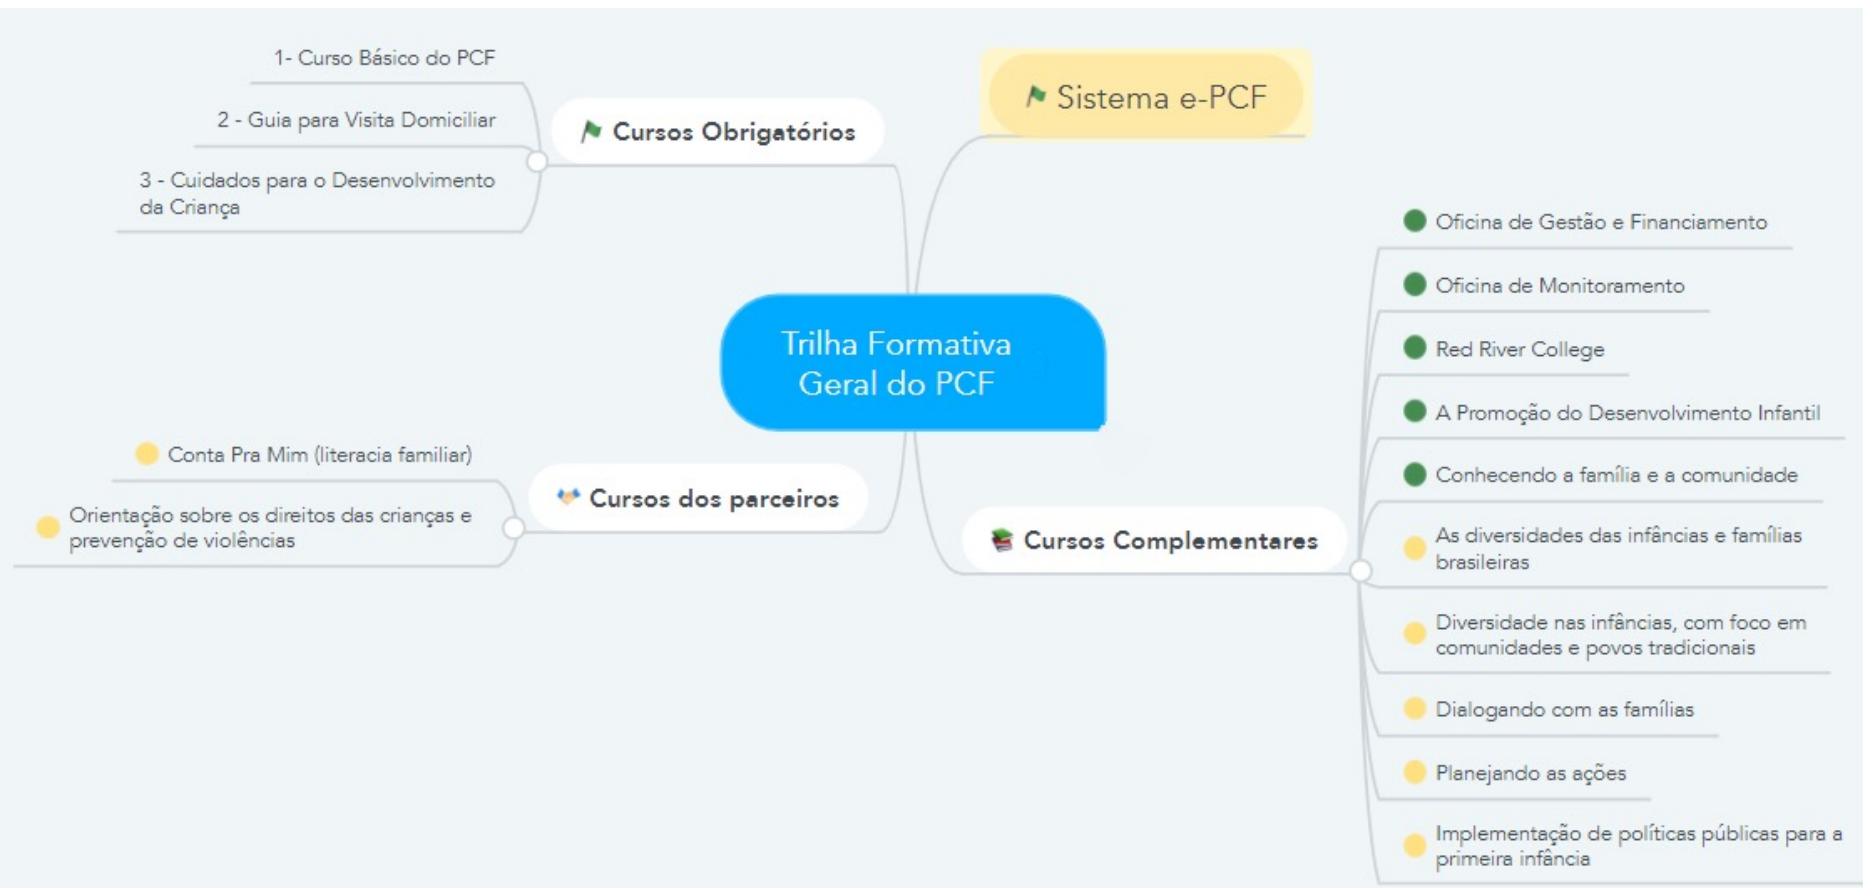 1- Curso Básico do PCF
2 - Guia para Visita Domiciliar
3 - Cuidados para o Desenvolvimento
da Criança
Cursos Obrigatórios
Sistema e-PCF
Trilha Formativa
Geral do PCF
Conta Pra Mim (literacia familiar)
Orientação sobre os direitos das crianças e
prevenção de violências
Cursos dos parceiros
Cursos Complementares
Oficina de Gestão e Financiamento
Oficina de Monitoramento
Red River College
A Promoção do Desenvolvimento Infantil
Conhecendo a família e a comunidade
As diversidades das infâncias e famílias
brasileiras
Diversidade nas infâncias, com foco em
comunidades e povos tradicionais
Dialogando com as famílias
Planejando as ações
Implementação de políticas públicas para a
primeira infância